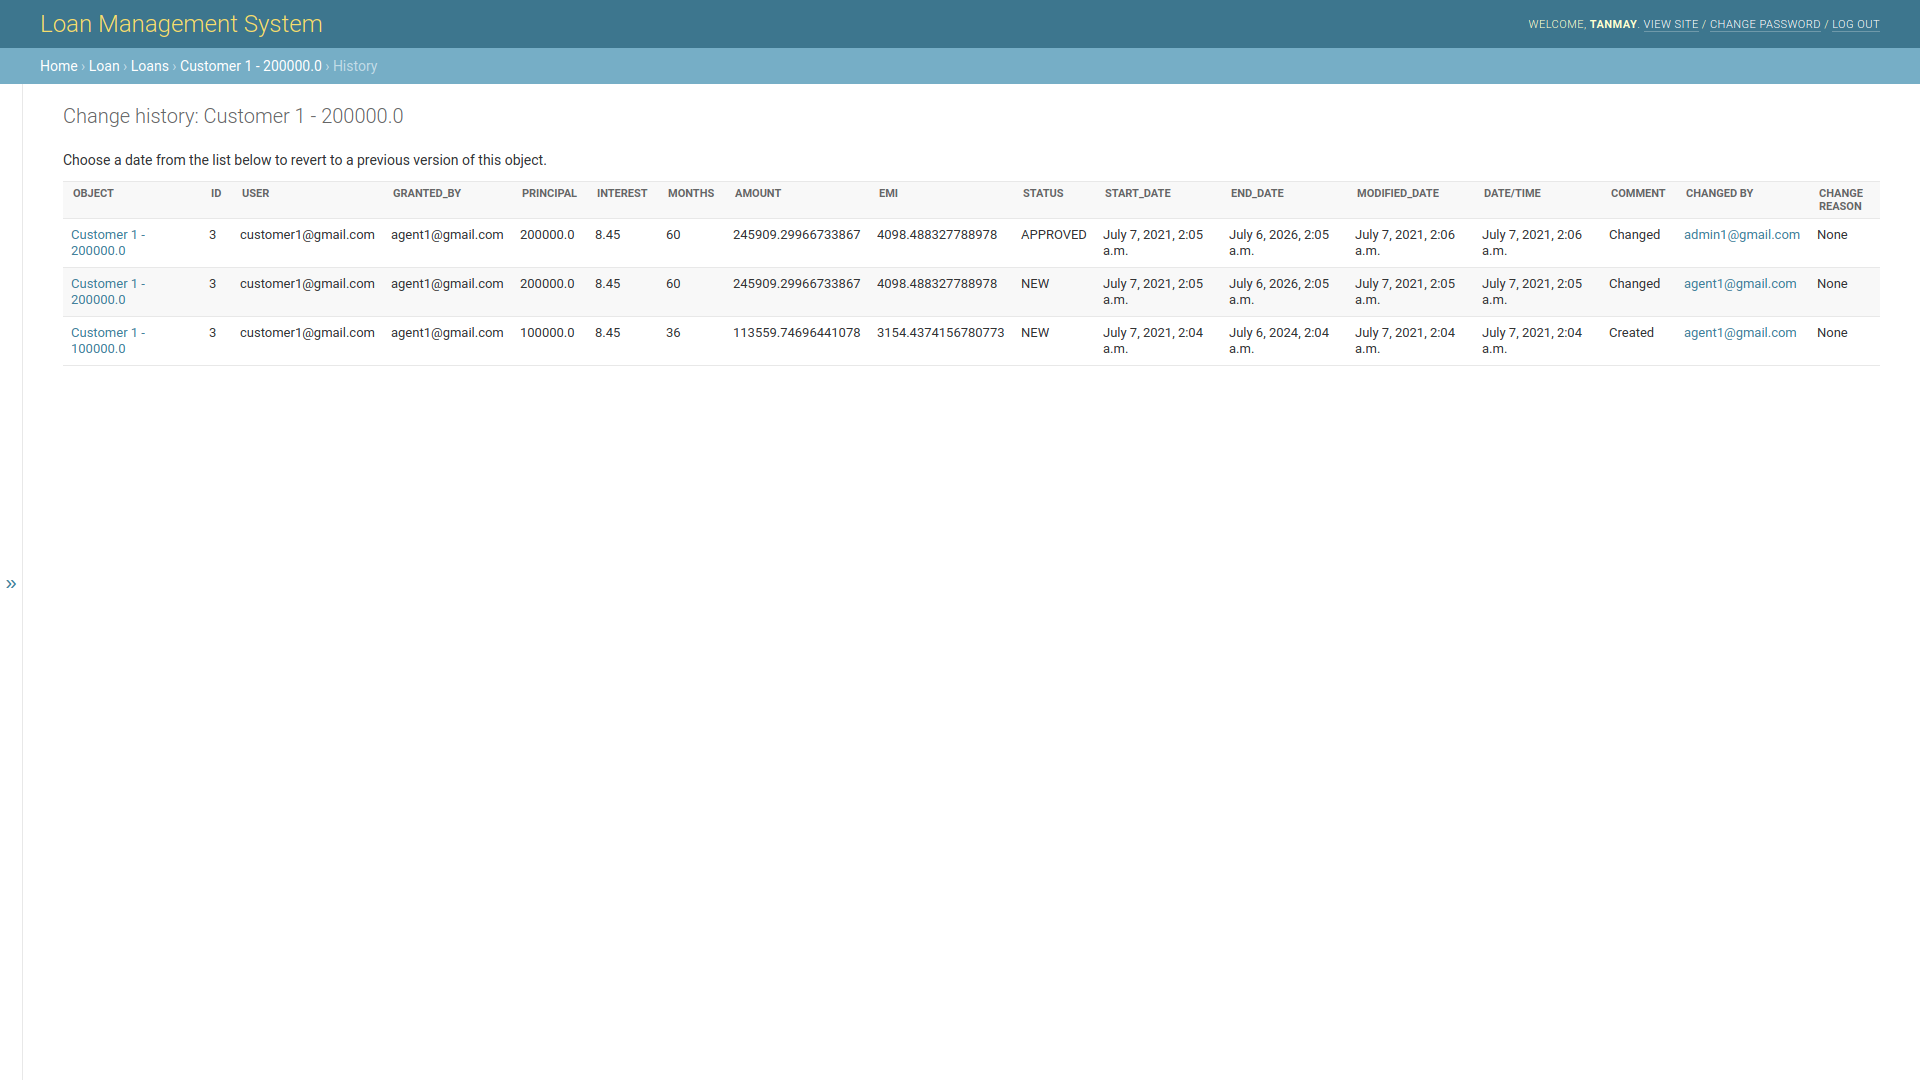 Loan Management System
WELCOME, TANMAY. VIEW SITE / CHANGE PASSWORD / LOG OUT
Home › Loan › Loans › Customer 1 - 200000.0 › History
Change history: Customer 1 - 200000.0
Choose a date from the list below to revert to a previous version of this object.
OBJECT ID USER GRANTED_BY PRINCIPAL INTEREST MONTHS AMOUNT EMI STATUS START_DATE END_DATE MODIFIED_DATE DATE/TIME COMMENT CHANGED BY CHANGE
REASON
Customer 1 - 3 customer1@gmail.com agent1@gmail.com 200000.0 8.45 60 245909.29966733867 4098.488327788978 APPROVED July 7, 2021, 2:05 July 6, 2026, 2:05 July 7, 2021, 2:06 July 7, 2021, 2:06 Changed admin1@gmail.com None
200000.0 a.m. a.m. a.m. a.m.
Customer 1 - 3 customer1@gmail.com agent1@gmail.com 200000.0 8.45 60 245909.29966733867 4098.488327788978 NEW July 7, 2021, 2:05 July 6, 2026, 2:05 July 7, 2021, 2:05 July 7, 2021, 2:05 Changed agent1@gmail.com None
200000.0 a.m. a.m. a.m. a.m.
Customer 1 - 3 customer1@gmail.com agent1@gmail.com 100000.0 8.45 36 113559.74696441078 3154.4374156780773 NEW July 7, 2021, 2:04 July 6, 2024, 2:04 July 7, 2021, 2:04 July 7, 2021, 2:04 Created agent1@gmail.com None
100000.0 a.m. a.m. a.m. a.m.
»